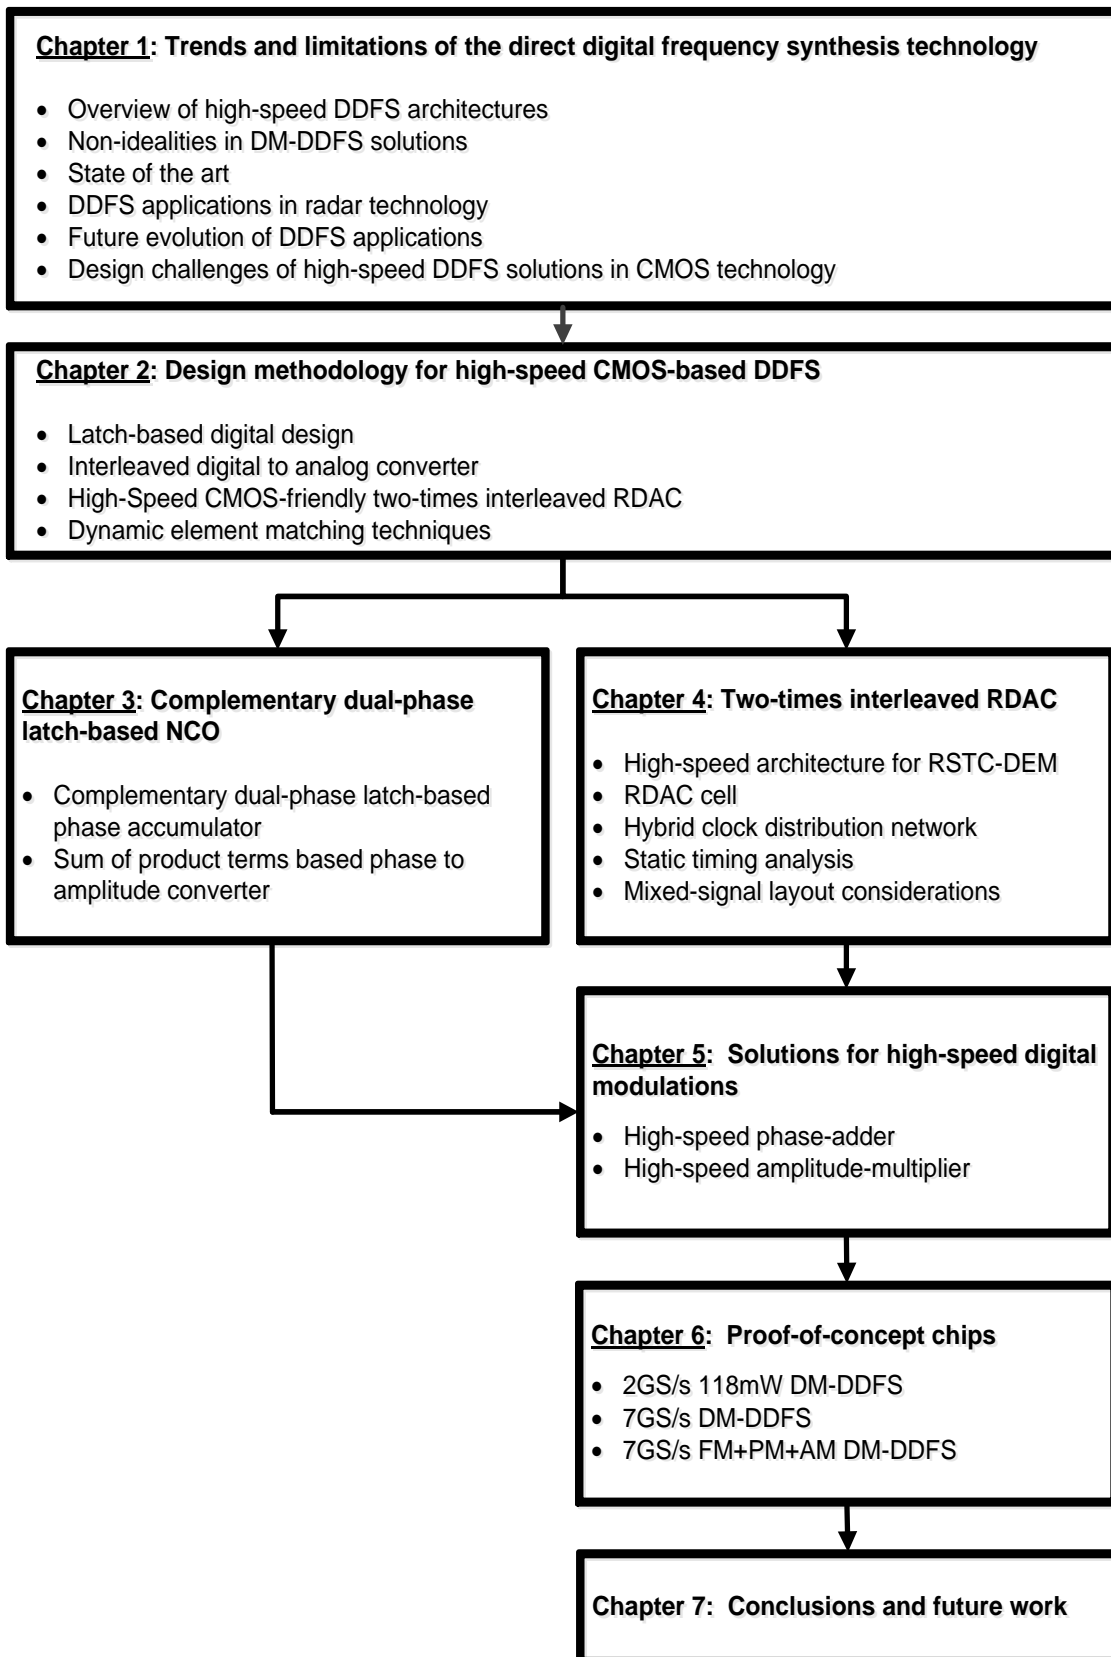 Chapter 1: Trends and limitations of the direct digital frequency synthesis technology
• Overview of high-speed DDFS architectures
• Non-idealities in DM-DDFS solutions
• State of the art
• DDFS applications in radar technology
• Future evolution of DDFS applications
• Design challenges of high-speed DDFS solutions in CMOS technology
Chapter 2: Design methodology for high-speed CMOS-based DDFS
• Latch-based digital design
• Interleaved digital to analog converter
• High-Speed CMOS-friendly two-times interleaved RDAC
• Dynamic element matching techniques
Chapter 3: Complementary dual-phase
latch-based NCO
• Complementary dual-phase latch-based
phase accumulator
• Sum of product terms based phase to
amplitude converter
Chapter 4: Two-times interleaved RDAC
• High-speed architecture for RSTC-DEM
• RDAC cell
• Hybrid clock distribution network
• Static timing analysis
• Mixed-signal layout considerations
Chapter 5: Solutions for high-speed digital
modulations
• High-speed phase-adder
• High-speed amplitude-multiplier
Chapter 6: Proof-of-concept chips
• 2GS/s 118mW DM-DDFS
• 7GS/s DM-DDFS
• 7GS/s FM+PM+AM DM-DDFS
Chapter 7: Conclusions and future work